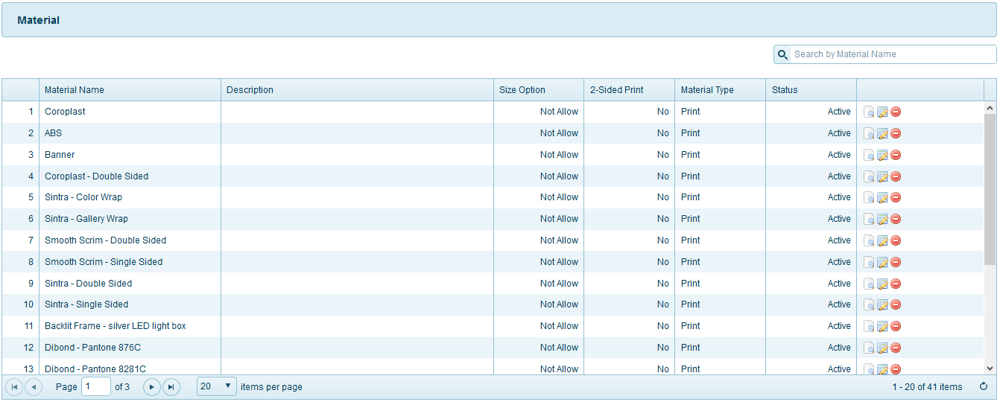 Material
Search by Material Name
Material Name Description Size Option 2-Sided Print Material Type Status
1 Coroplast Not Allow No Print Active
2 ABS Not Allow No Print Active
3 Banner Not Allow No Print Active
4 Coroplast - Double Sided Not Allow No Print Active
5 Sintra - Color Wrap Not Allow No Print Active
6 Sintra - Gallery Wrap Not Allow No Print Active
7 Smooth Scrim - Double Sided Not Allow No Print Active
8 Smooth Scrim - Single Sided Not Allow No Print Active
9 Sintra - Double Sided Not Allow No Print Active
10 Sintra - Single Sided Not Allow No Print Active
11 Backlit Frame - silver LED light box Not Allow No Print Active
12 Dibond - Pantone 876C Not Allow No Print Active
13 Dibond - Pantone 8281C Not Allow No Print Active
Page 1 of 3 20 items per page 1 - 20 of 41 items